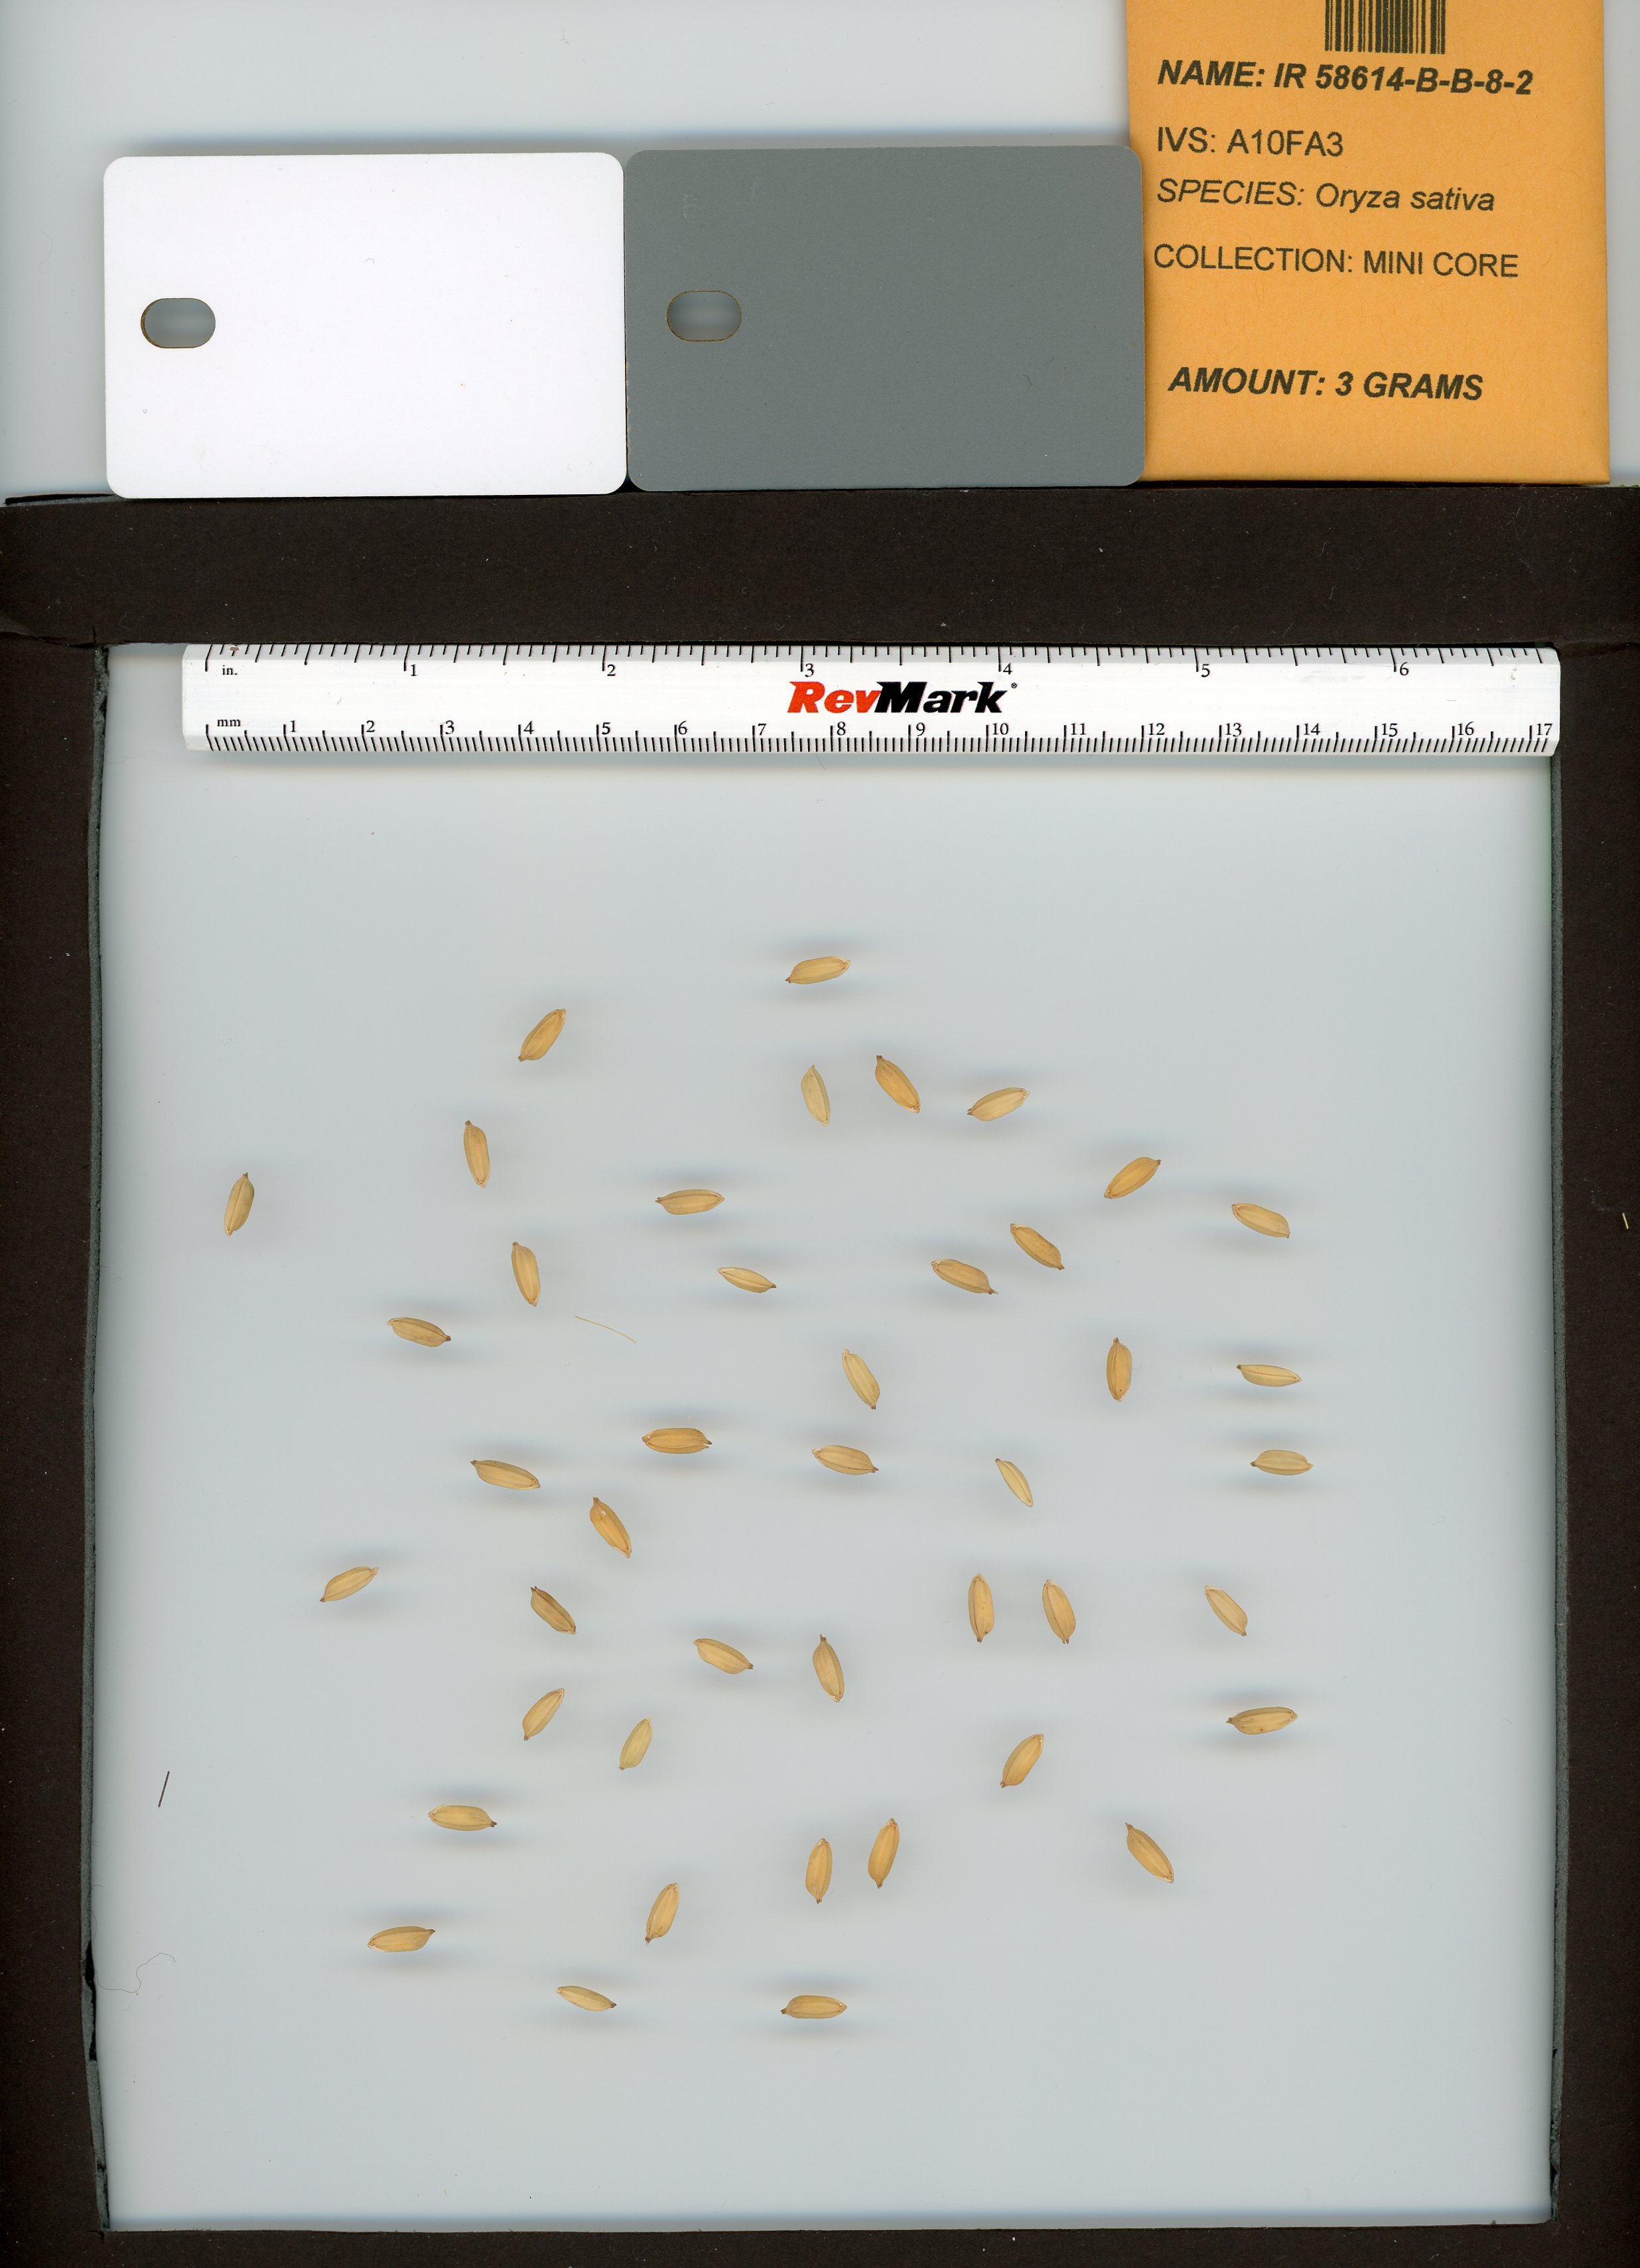 NAME: IR 58614-B-B-8-2
IVS: A10FA3
SPECIES: Oryza sativa
COLLECTION: MINI CORE
AMOUNT: 3 GRAMS
in. 1 2 3 4 5 6
RevMark®
mm 1 2 3 4 5 6 7 8 9 10 11 12 13 14 15 16 17